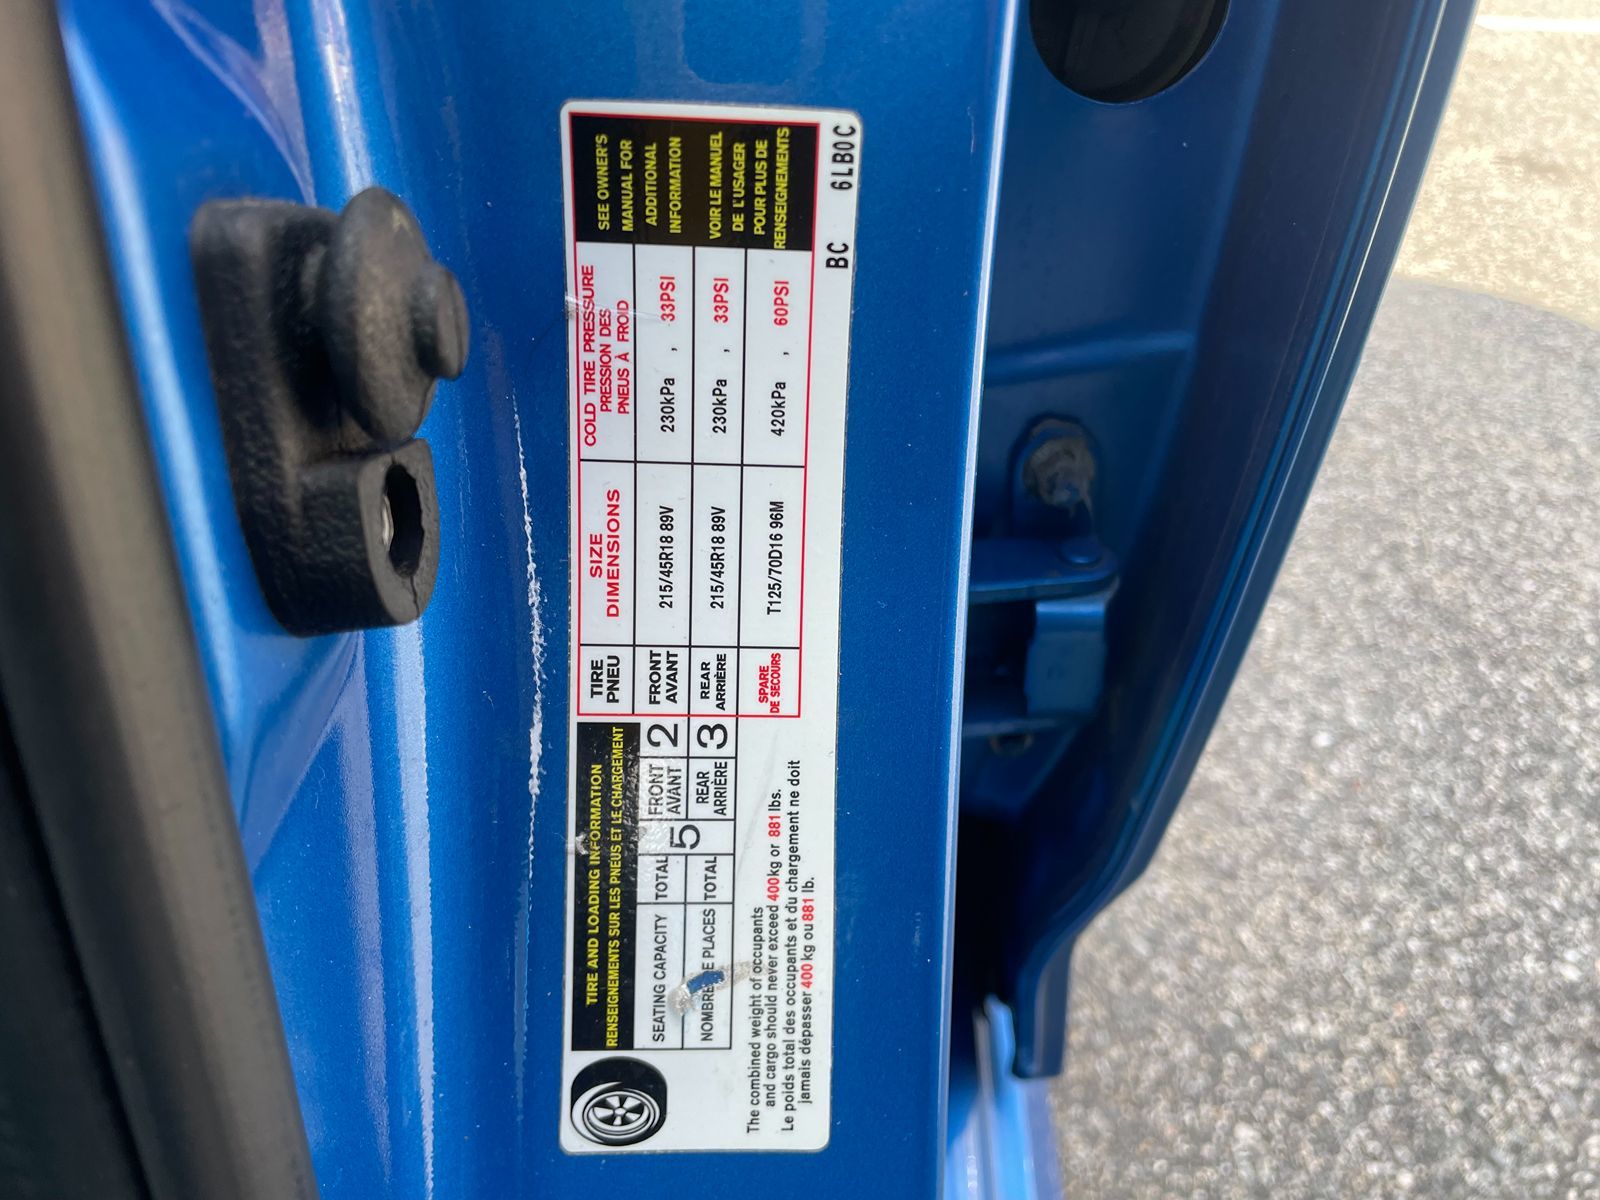 TIRE AND LOADING INFORMATION
RENSEIGNEMENTS SUR LES PNEUS ET LE CHARGEMENT
SEATING CAPACITY TOTAL 5 FRONT AVANT 2
NOMBRE DE PLACES TOTAL REAR ARRIÈRE 3
The combined weight of occupants
and cargo should never exceed 400kg or 881 lbs.
Le poids total des occupants et du chargement ne doit
jamais dépasser 400 kg ou 881 lb.
TIRE SIZE COLD TIRE PRESSURE
PNEU DIMENSIONS PRESSION DES
PNEUS À FROID
FRONT
AVANT 215/45R18 89V 230kPa , 33PSI
REAR
ARRIÈRE 215/45R18 89V 230kPa , 33PSI
SPARE
DE SECOURS T125/70D16 96M 420kPa , 60PSI
SEE OWNER'S
MANUAL FOR
ADDITIONAL
INFORMATION
VOIR LE MANUEL
DE L'USAGER
POUR PLUS DE
RENSEIGNEMENTS
BC 6LB0C